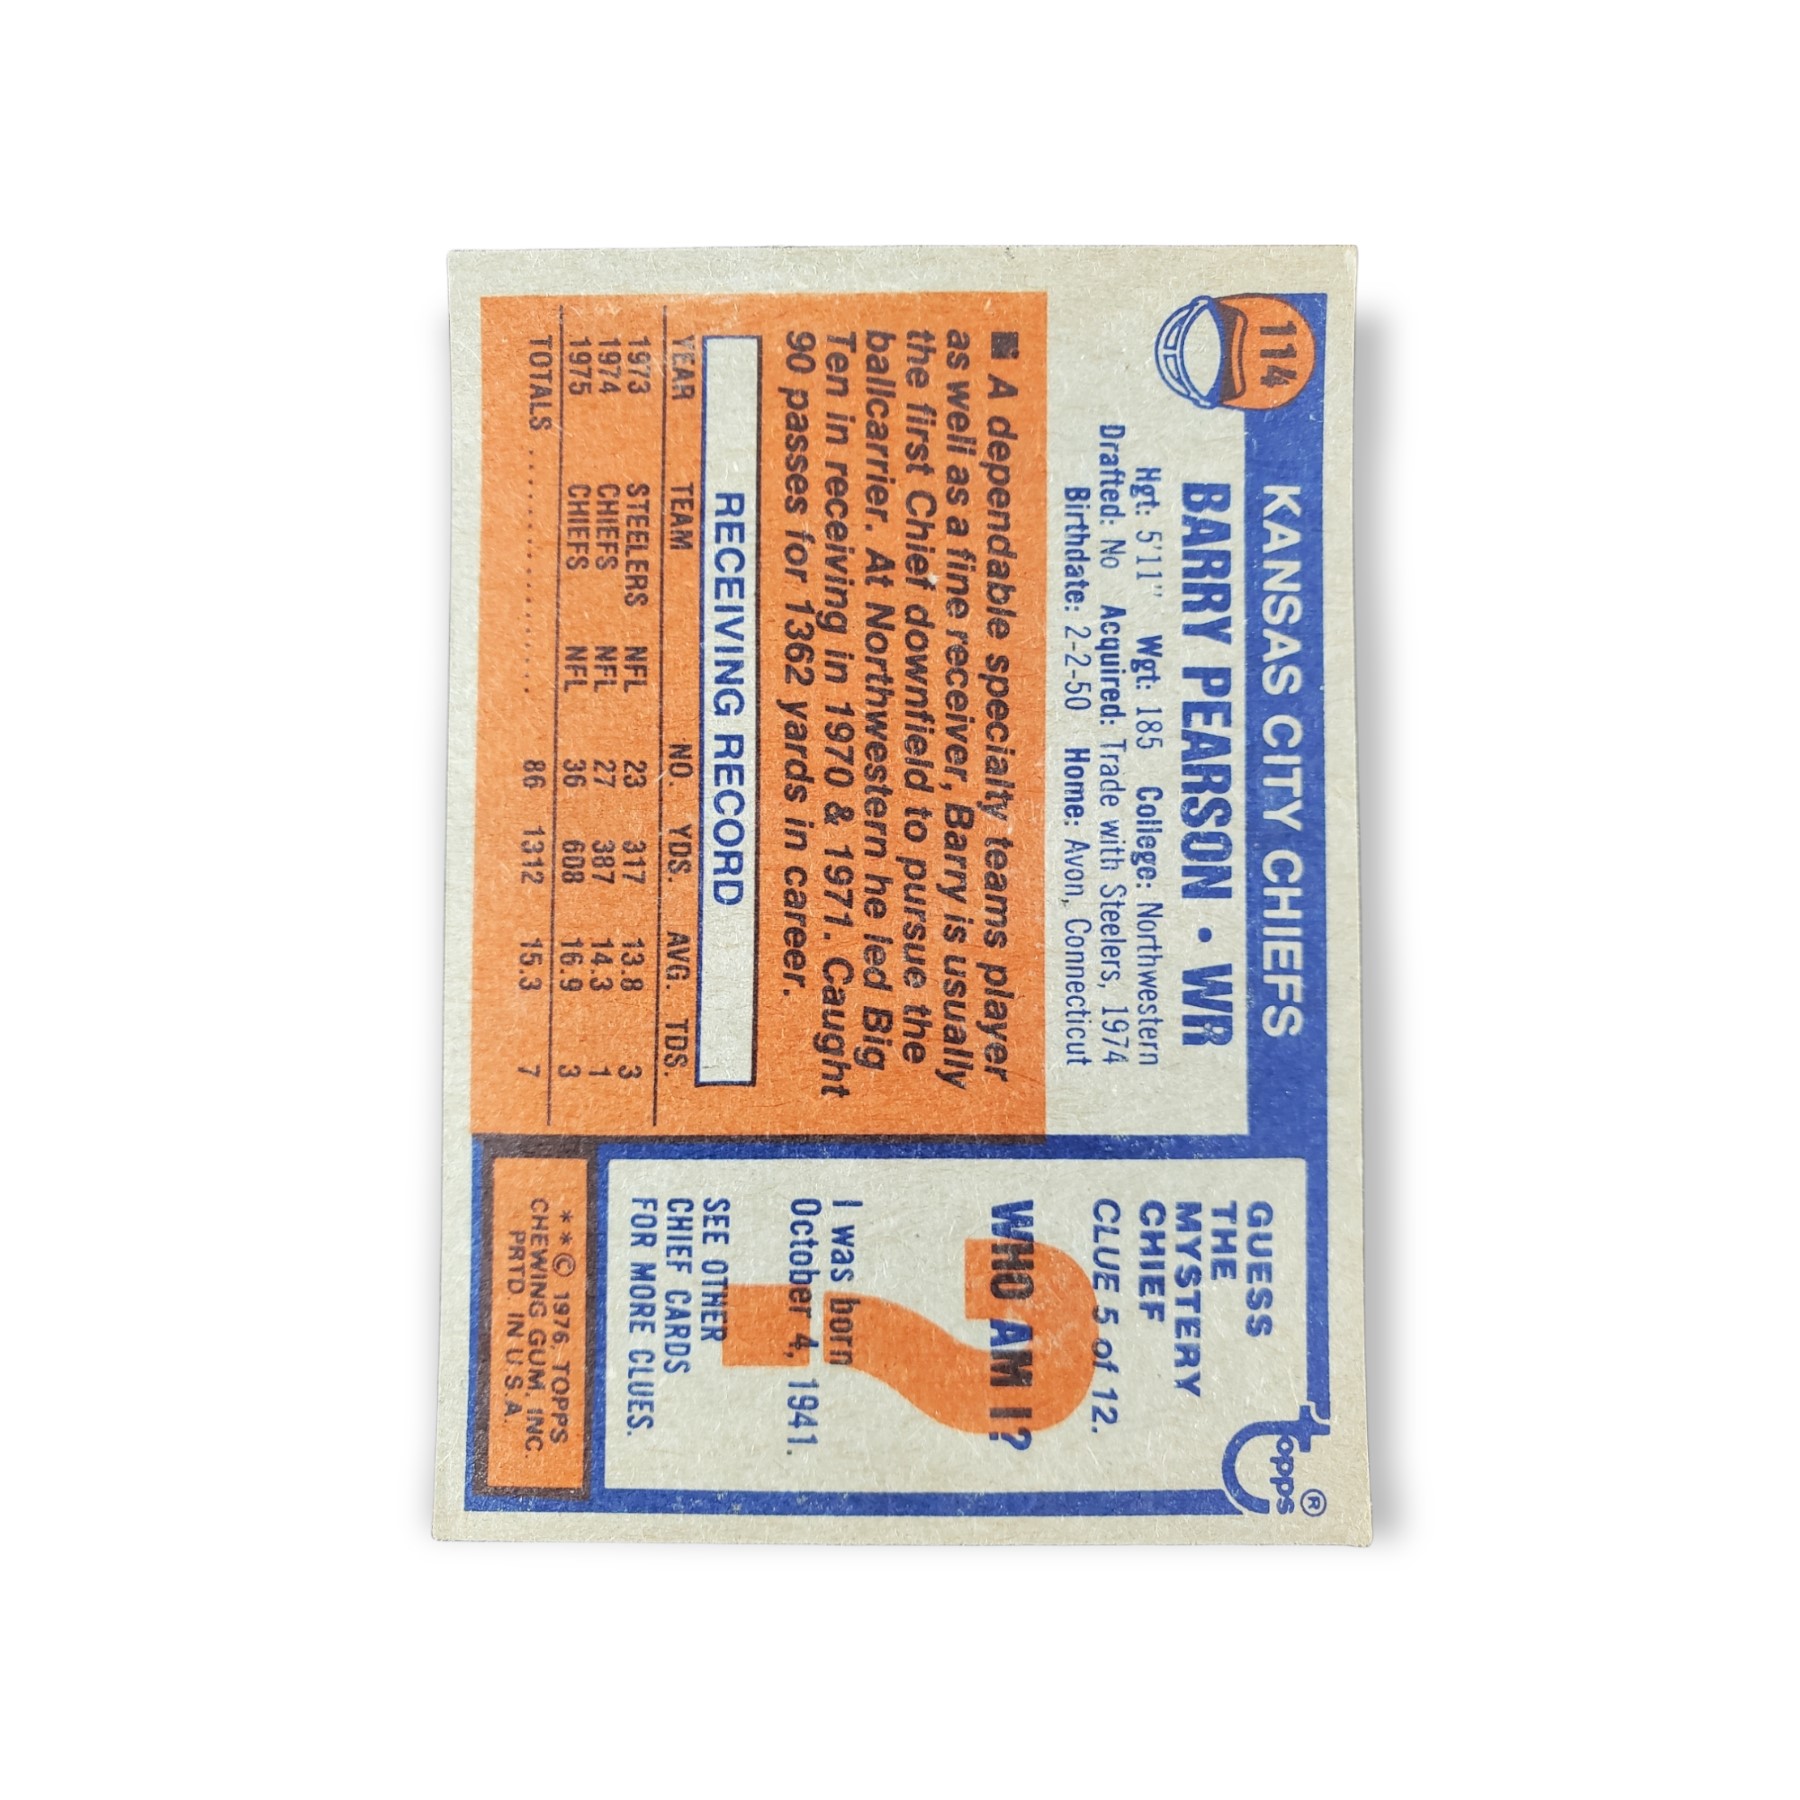 114
KANSAS CITY CHIEFS
BARRY PEARSON • WR
Hgt: 5'11" Wgt: 185 College: Northwestern
Drafted: No Acquired: Trade with Steelers, 1974
Birthdate: 2-2-50 Home: Avon, Connecticut
■ A dependable specialty teams player
as well as a fine receiver, Barry is usually
the first Chief downfield to pursue the
ballcarrier. At Northwestern he led Big
Ten in receiving in 1970 & 1971. Caught
90 passes for 1362 yards in career.
RECEIVING RECORD
YEAR TEAM NO. YDS. AVG. TDS.
1973 STEELERS NFL 23 317 13.8 3
1974 CHIEFS NFL 27 387 14.3 1
1975 CHIEFS NFL 36 608 16.9 3
TOTALS .................... 86 1312 15.3 7
topps®
GUESS
THE
MYSTERY
CHIEF
CLUE 5 of 12.
WHO AM I?
?
I was born
October 4, 1941.
SEE OTHER
CHIEF CARDS
FOR MORE CLUES.
**© 1976, TOPPS
CHEWING GUM, INC.
PRTD. IN U.S.A.